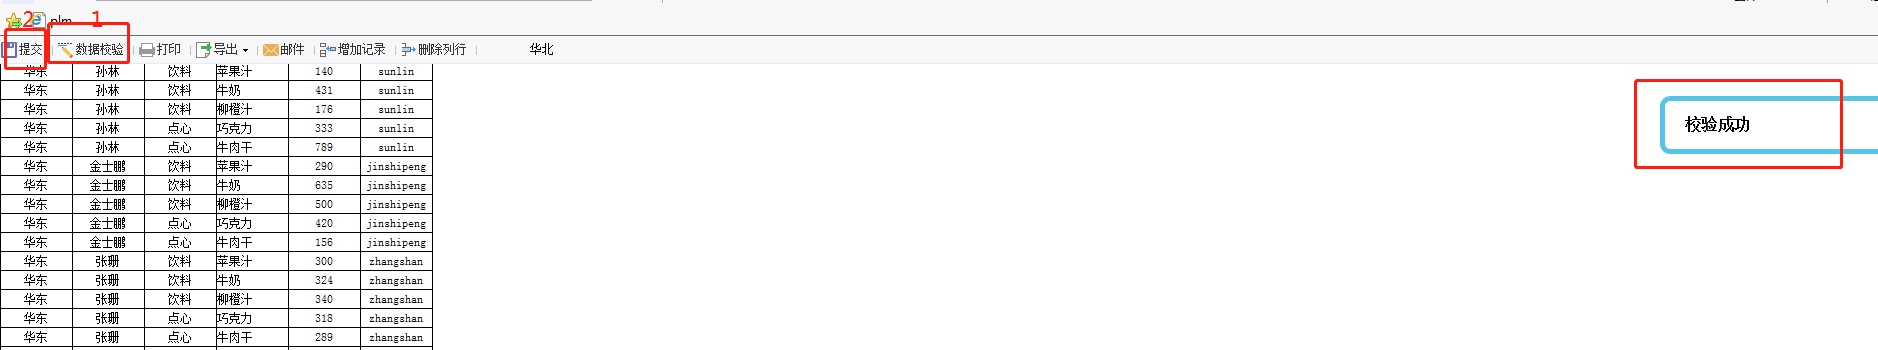 2 plm 1
提交 数据校验 打印 导出 邮件 增加记录 删除列行 华北
华东 孙林 饮料 苹果汁 140 sunlin
华东 孙林 饮料 牛奶 431 sunlin
华东 孙林 饮料 柳橙汁 176 sunlin
校验成功
华东 孙林 点心 巧克力 333 sunlin
华东 孙林 点心 牛肉干 789 sunlin
华东 金士鹏 饮料 苹果汁 290 jinshipeng
华东 金士鹏 饮料 牛奶 635 jinshipeng
华东 金士鹏 饮料 柳橙汁 500 jinshipeng
华东 金士鹏 点心 巧克力 420 jinshipeng
华东 金士鹏 点心 牛肉干 156 jinshipeng
华东 张珊 饮料 苹果汁 300 zhangshan
华东 张珊 饮料 牛奶 324 zhangshan
华东 张珊 饮料 柳橙汁 340 zhangshan
华东 张珊 点心 巧克力 318 zhangshan
华东 张珊 点心 牛肉干 289 zhangshan